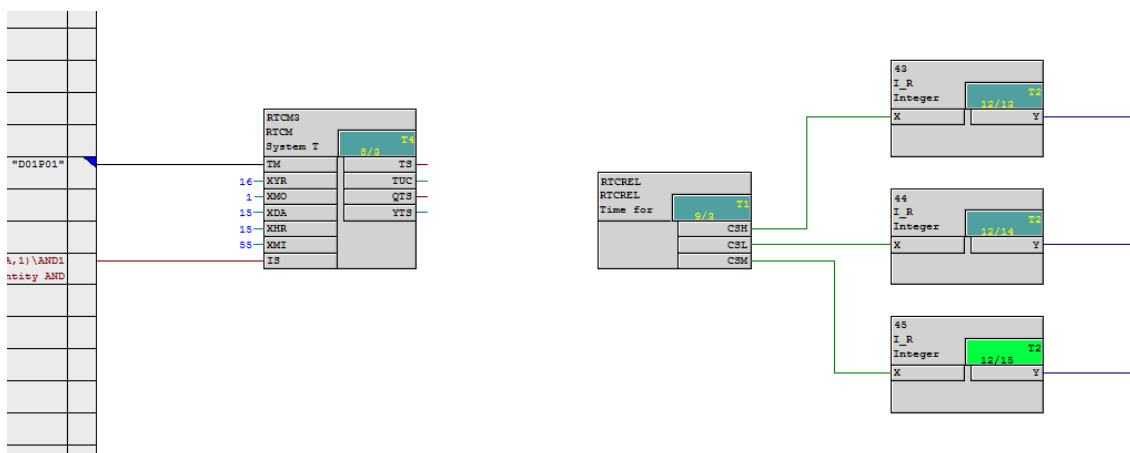 "D01P01"
A,1)\AND1
ntity AND
RTCM3
RTCM
System T
T4
8/3
TM
TS
16
XYR
TUC
1
XMO
QTS
15
XDA
YTS
15
XHR
55
XMI
IS
RTCREL
RTCREL
Time for
T1
9/3
CSH
CSL
CSM
43
I_R
Integer
T2
12/13
X
Y
44
I_R
Integer
T2
12/14
X
Y
45
I_R
Integer
T2
12/15
X
Y